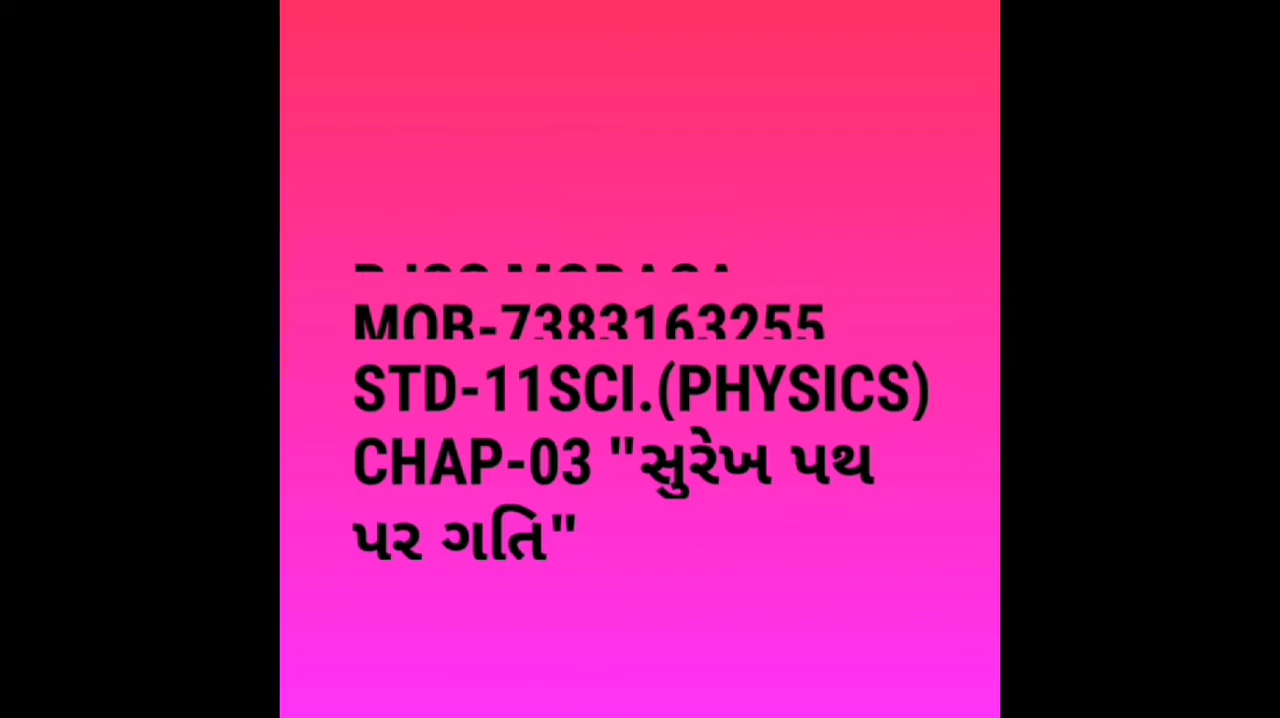 MOB-7383163255
STD-11SCI.(PHYSICS)
CHAP-03 "સુરેખ પથ
પર ગતિ"